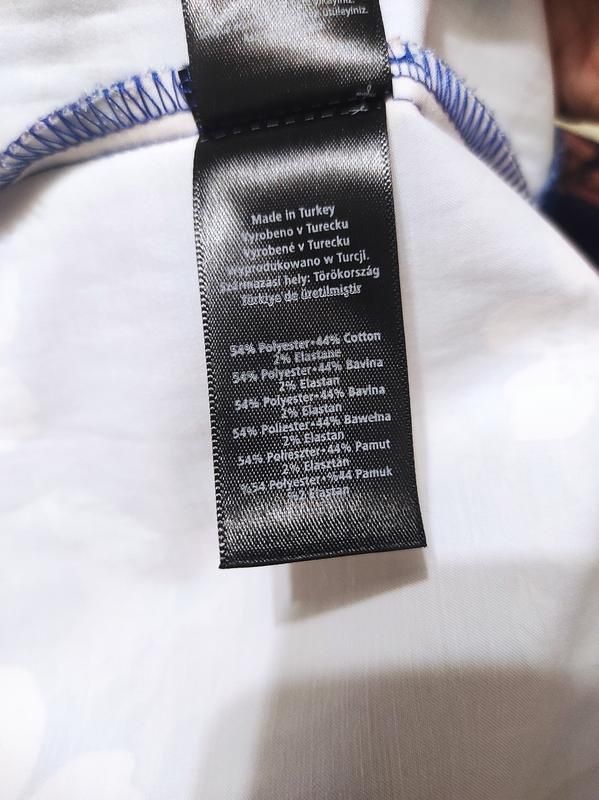 Made in Turkey
Vyrobeno v Turecku
Vyrobené v Turecku
Wyprodukowano w Turcji.
Származási hely: Törökország
Türkiye de üretilmiştir
54% Polyester•44% Cotton
2% Elastane
54% Polyester•44% Bavlna
2% Elastan
54% Polyester•44% Bavlna
2% Elastan
54% Poliester•44% Bawełna
2% Elastan
54% Poliészter•44% Pamut
2% Elasztán
%54 Polyester•%44 Pamuk
%2 Elastan